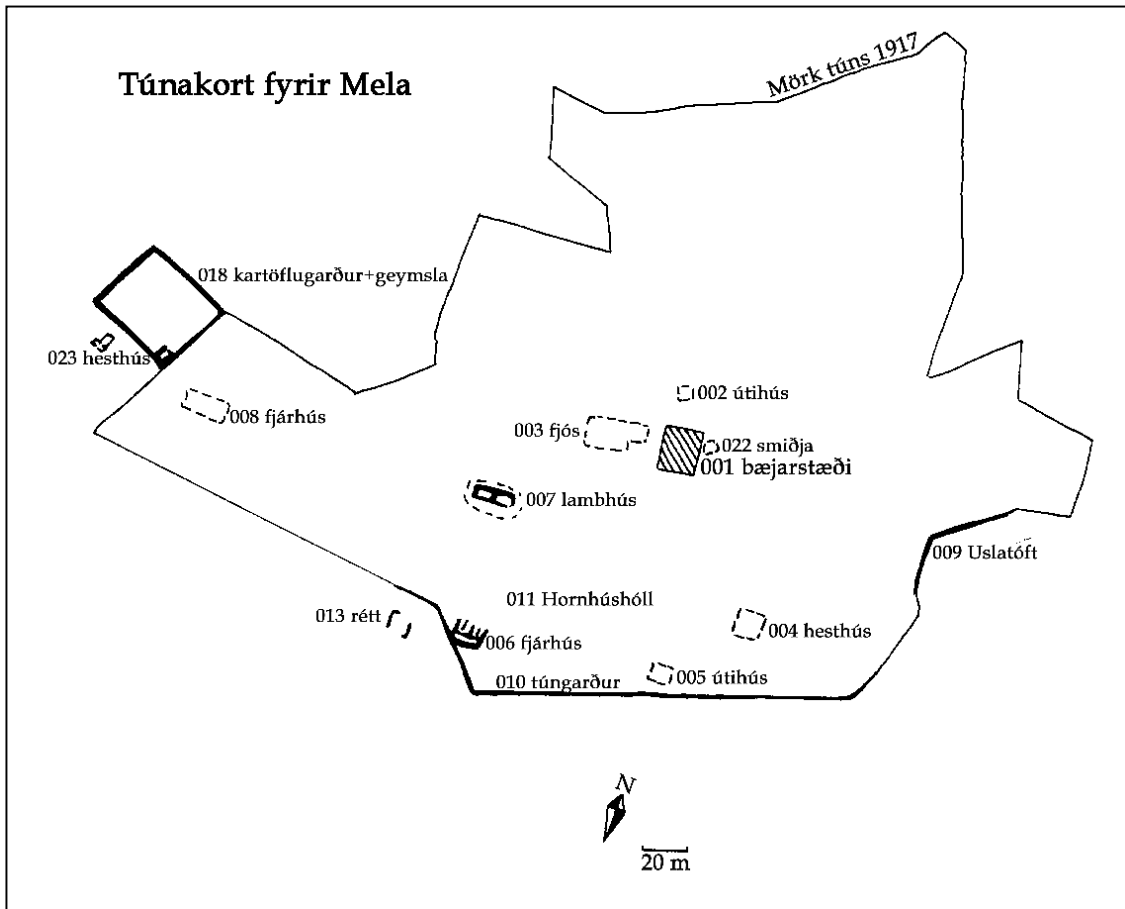 Mörk túns 1917
Túnakort fyrir Mela
018 kartöflugarður+geymsla
023 hesthús
008 fjárhús
002 útihús
003 fjós
022 smiðja
001 bæjarstæði
007 lambhús
009 Uslatóft
011 Hornhúshóll
013 rétt
006 fjárhús
004 hesthús
005 útihús
010 túngarður
N
20 m